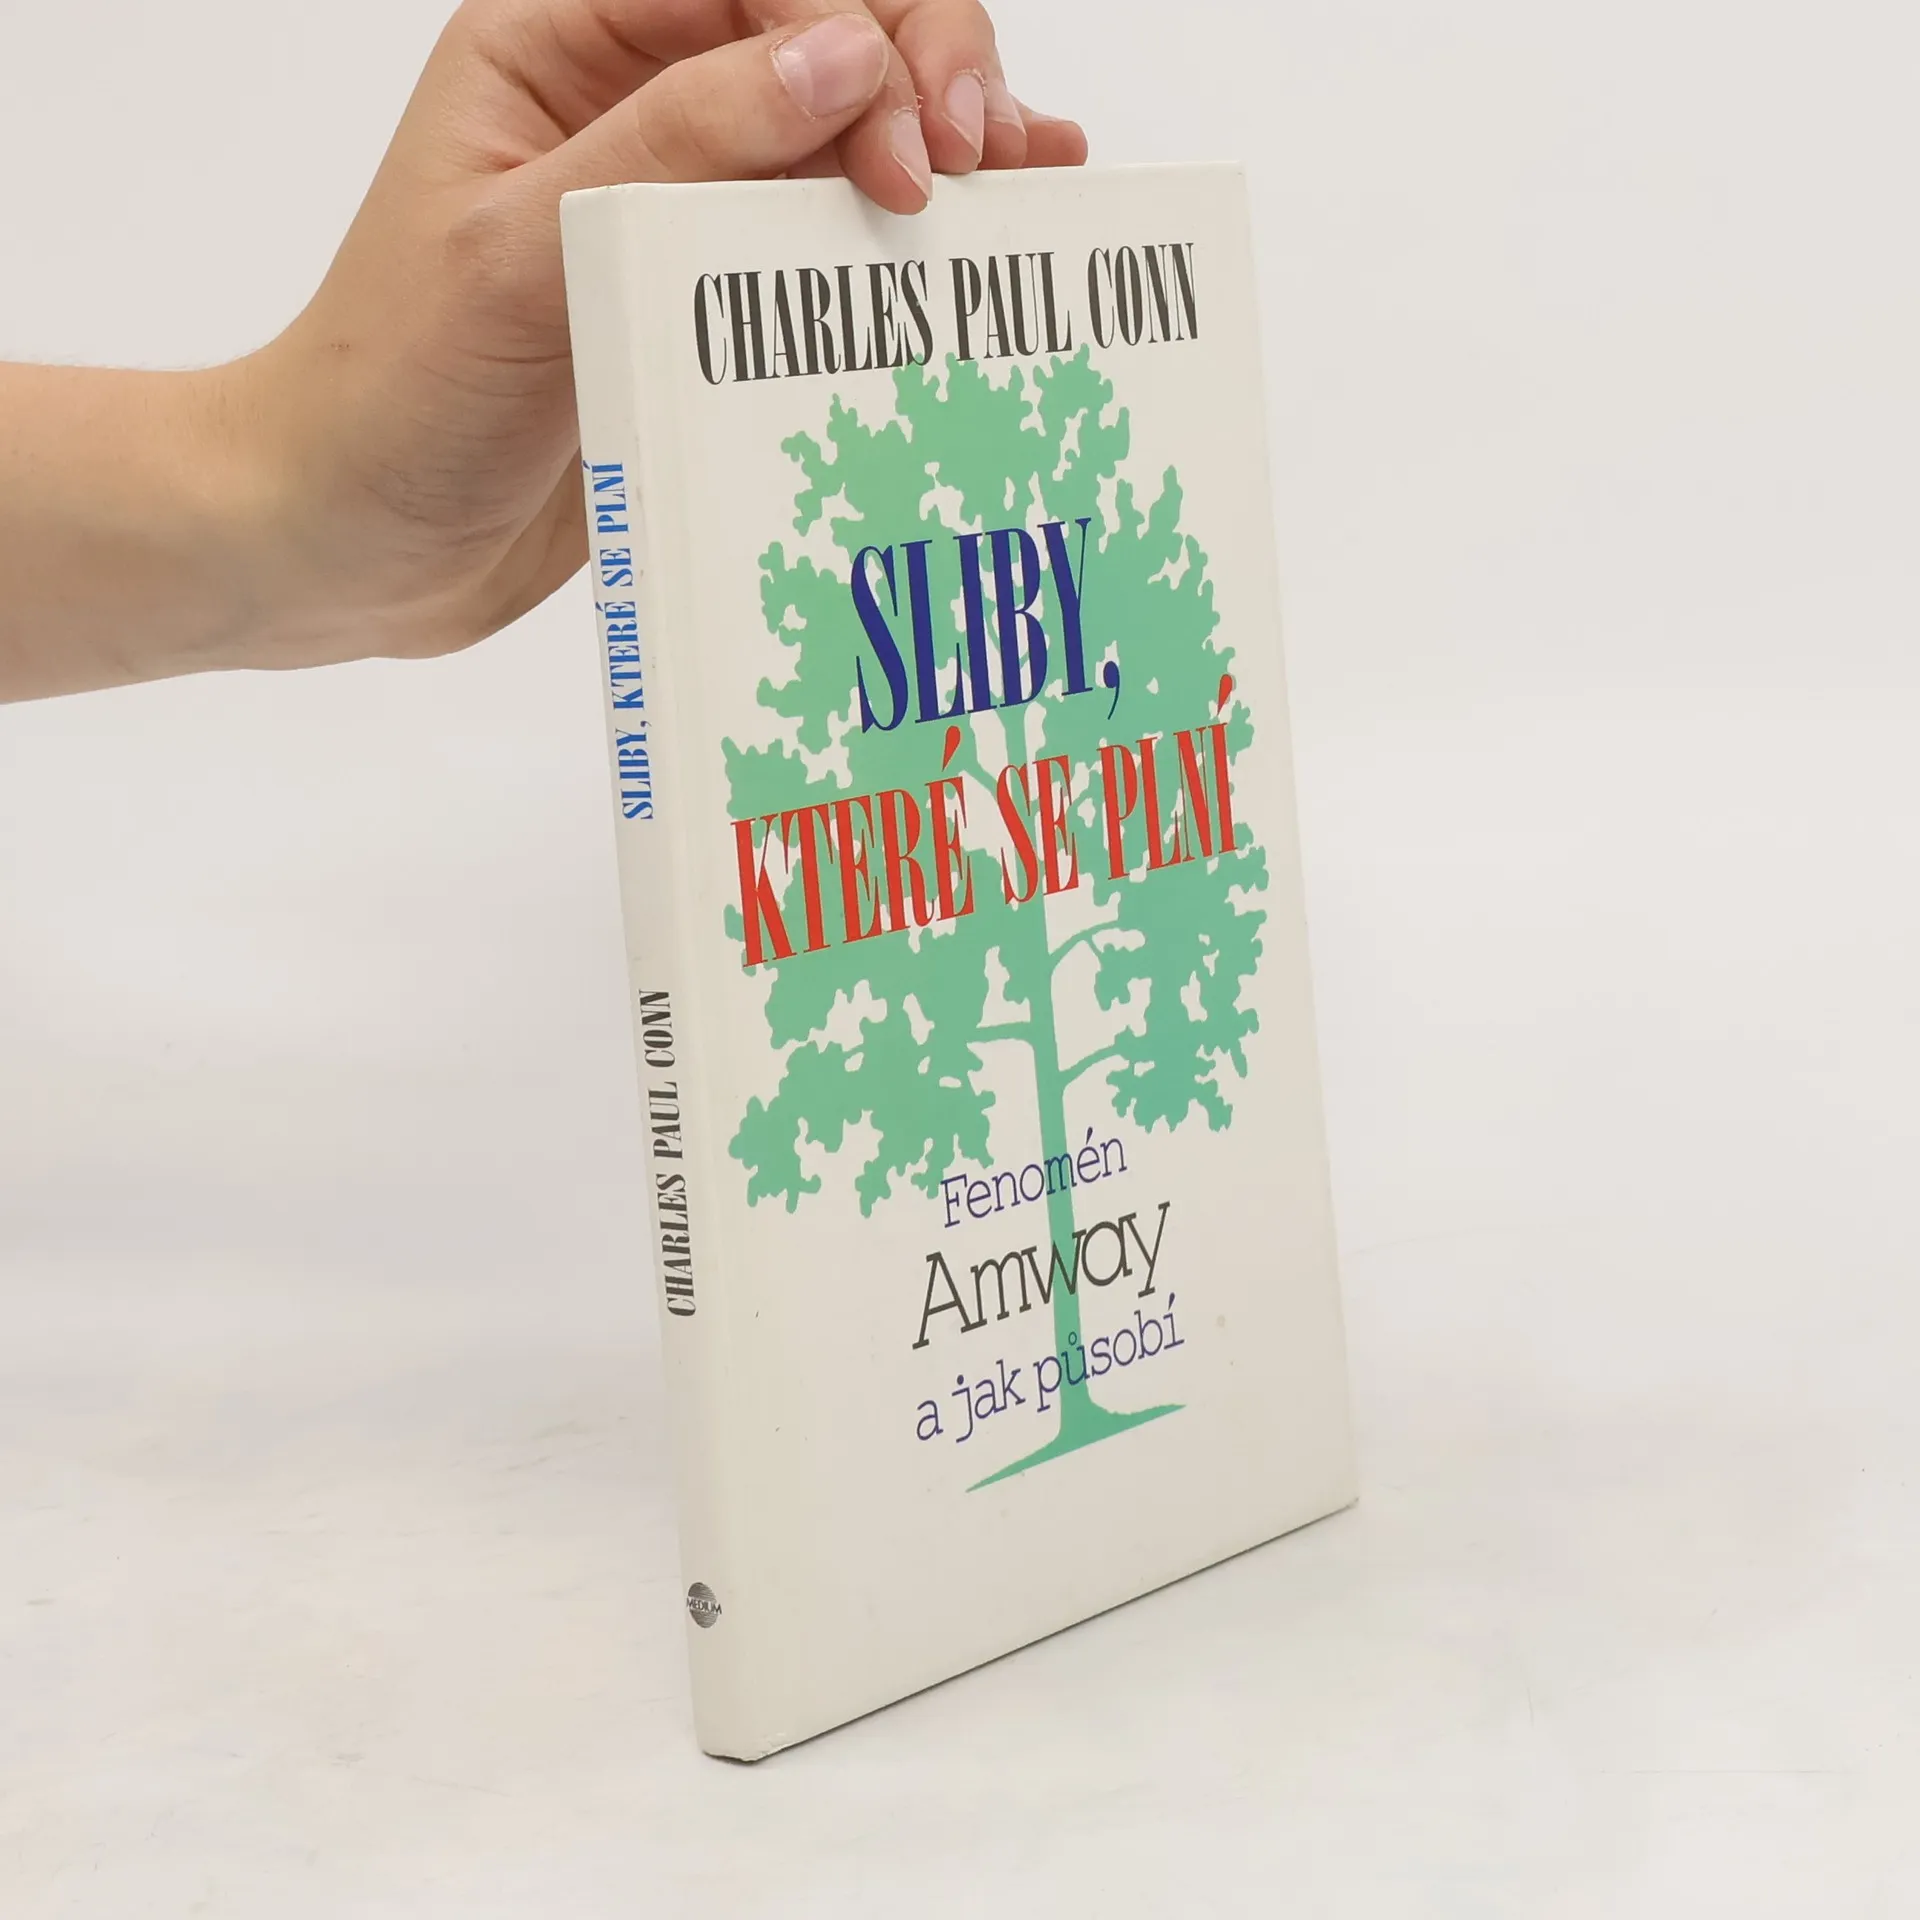 CHARLES PAUL CONN
SLIBY,
KTERÉ SE PLNÍ
Fenomén
Amway
a jak působí
SLIBY, KTERÉ SE PLNÍ
CHARLES PAUL CONN
MEDIUM